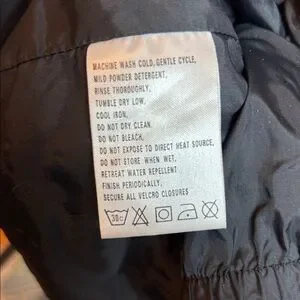 MACHINE WASH COLD, GENTLE CYCLE,
MILD POWDER DETERGENT,
RINSE THOROUGHLY,
TUMBLE DRY LOW,
COOL IRON,
DO NOT DRY CLEAN.
DO NOT BLEACH,
DO NOT EXPOSE TO DIRECT HEAT SOURCE.
DO NOT STORE WHEN WET,
RETREAT WATER REPELLENT
FINISH PERIODICALLY,
SECURE ALL VELCRO CLOSURES
30c